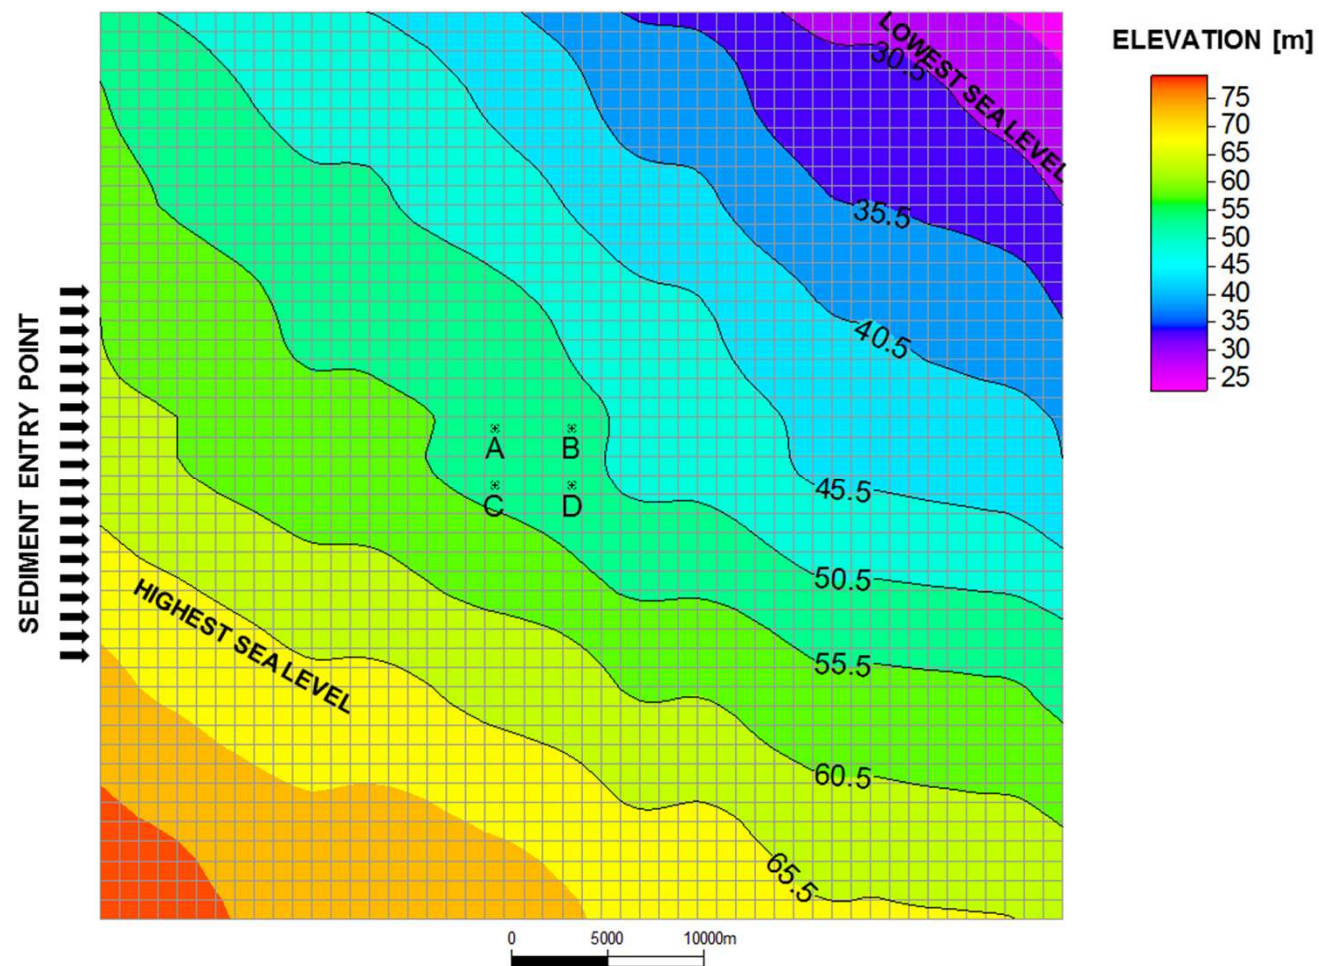 LOWEST SEA LEVEL
30.5
ELEVATION [m]
75
70
65
60
55
50
45
40
35
30
25
35.5
40.5
SEDIMENT ENTRY POINT
A
B
C
D
45.5
50.5
HIGHEST SEA LEVEL
55.5
60.5
65.5
0
5000
10000m